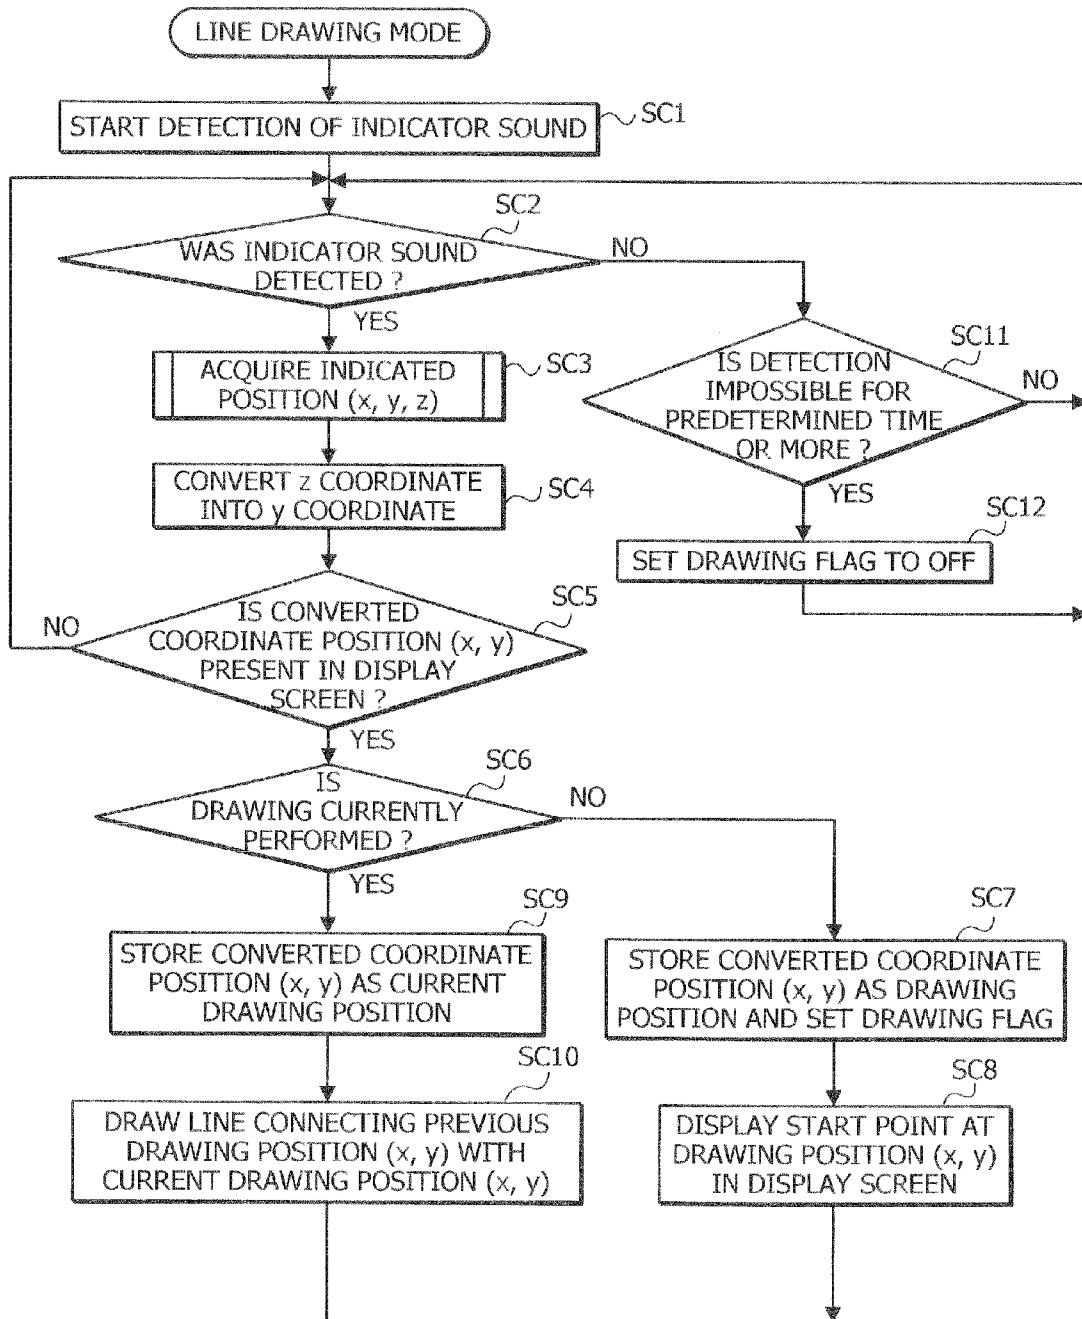 LINE DRAWING MODE
START DETECTION OF INDICATOR SOUND
SC1
SC2
WAS INDICATOR SOUND
DETECTED ?
NO
YES
ACQUIRE INDICATED
POSITION (x, y, z)
SC3
SC11
IS DETECTION
IMPOSSIBLE FOR
PREDETERMINED TIME
OR MORE ?
NO
YES
CONVERT z COORDINATE
INTO y COORDINATE
SC4
SC12
SET DRAWING FLAG TO OFF
SC5
IS CONVERTED
COORDINATE POSITION (x, y)
PRESENT IN DISPLAY
SCREEN ?
NO
YES
SC6
IS
DRAWING CURRENTLY
PERFORMED ?
NO
YES
SC9
STORE CONVERTED COORDINATE
POSITION (x, y) AS CURRENT
DRAWING POSITION
SC7
STORE CONVERTED COORDINATE
POSITION (x, y) AS DRAWING
POSITION AND SET DRAWING FLAG
SC10
DRAW LINE CONNECTING PREVIOUS
DRAWING POSITION (x, y) WITH
CURRENT DRAWING POSITION (x, y)
SC8
DISPLAY START POINT AT
DRAWING POSITION (x, y)
IN DISPLAY SCREEN